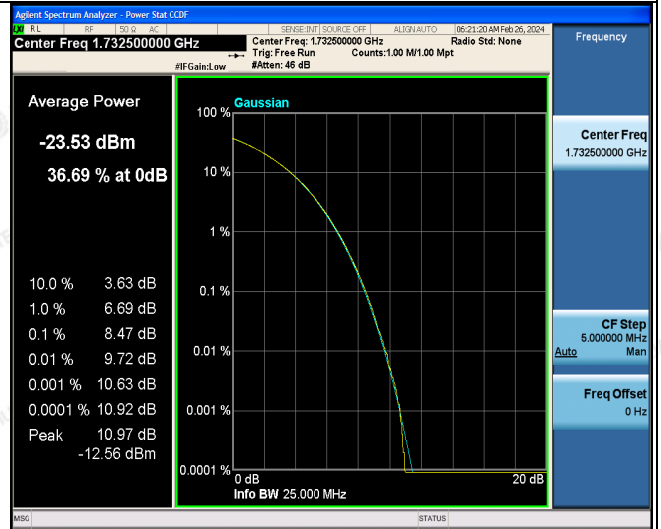 Agilent Spectrum Analyzer - Power Stat CCDF
LXI RL RF 50 Ω AC SENSE:INT SOURCE OFF ALIGN AUTO 06:21:20 AM Feb 26, 2024
Center Freq 1.732500000 GHz
Center Freq: 1.732500000 GHz Radio Std: None
Trig: Free Run Counts:1.00 M/1.00 Mpt
#IFGain:Low #Atten: 46 dB
Frequency
Average Power
-23.53 dBm
36.69 % at 0dB
10.0 % 3.63 dB
1.0 % 6.69 dB
0.1 % 8.47 dB
0.01 % 9.72 dB
0.001 % 10.63 dB
0.0001 % 10.92 dB
Peak 10.97 dB
-12.56 dBm
Gaussian
100 %
10 %
1 %
0.1 %
0.01 %
0.001 %
0.0001 %
0 dB 20 dB
Info BW 25.000 MHz
Center Freq
1.732500000 GHz
CF Step
5.000000 MHz
Auto Man
Freq Offset
0 Hz
MSG STATUS